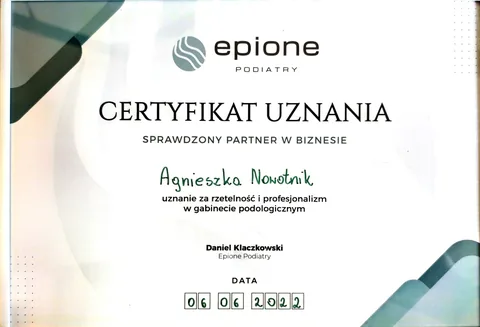 epione
PODIATRY
CERTYFIKAT UZNANIA
SPRAWDZONY PARTNER W BIZNESIE
Agnieszka Nowotnik
uznanie za rzetelność i profesjonalizm
w gabinecie podologicznym
Daniel Klaczkowski
Epione Podiatry
DATA
06 06 2022